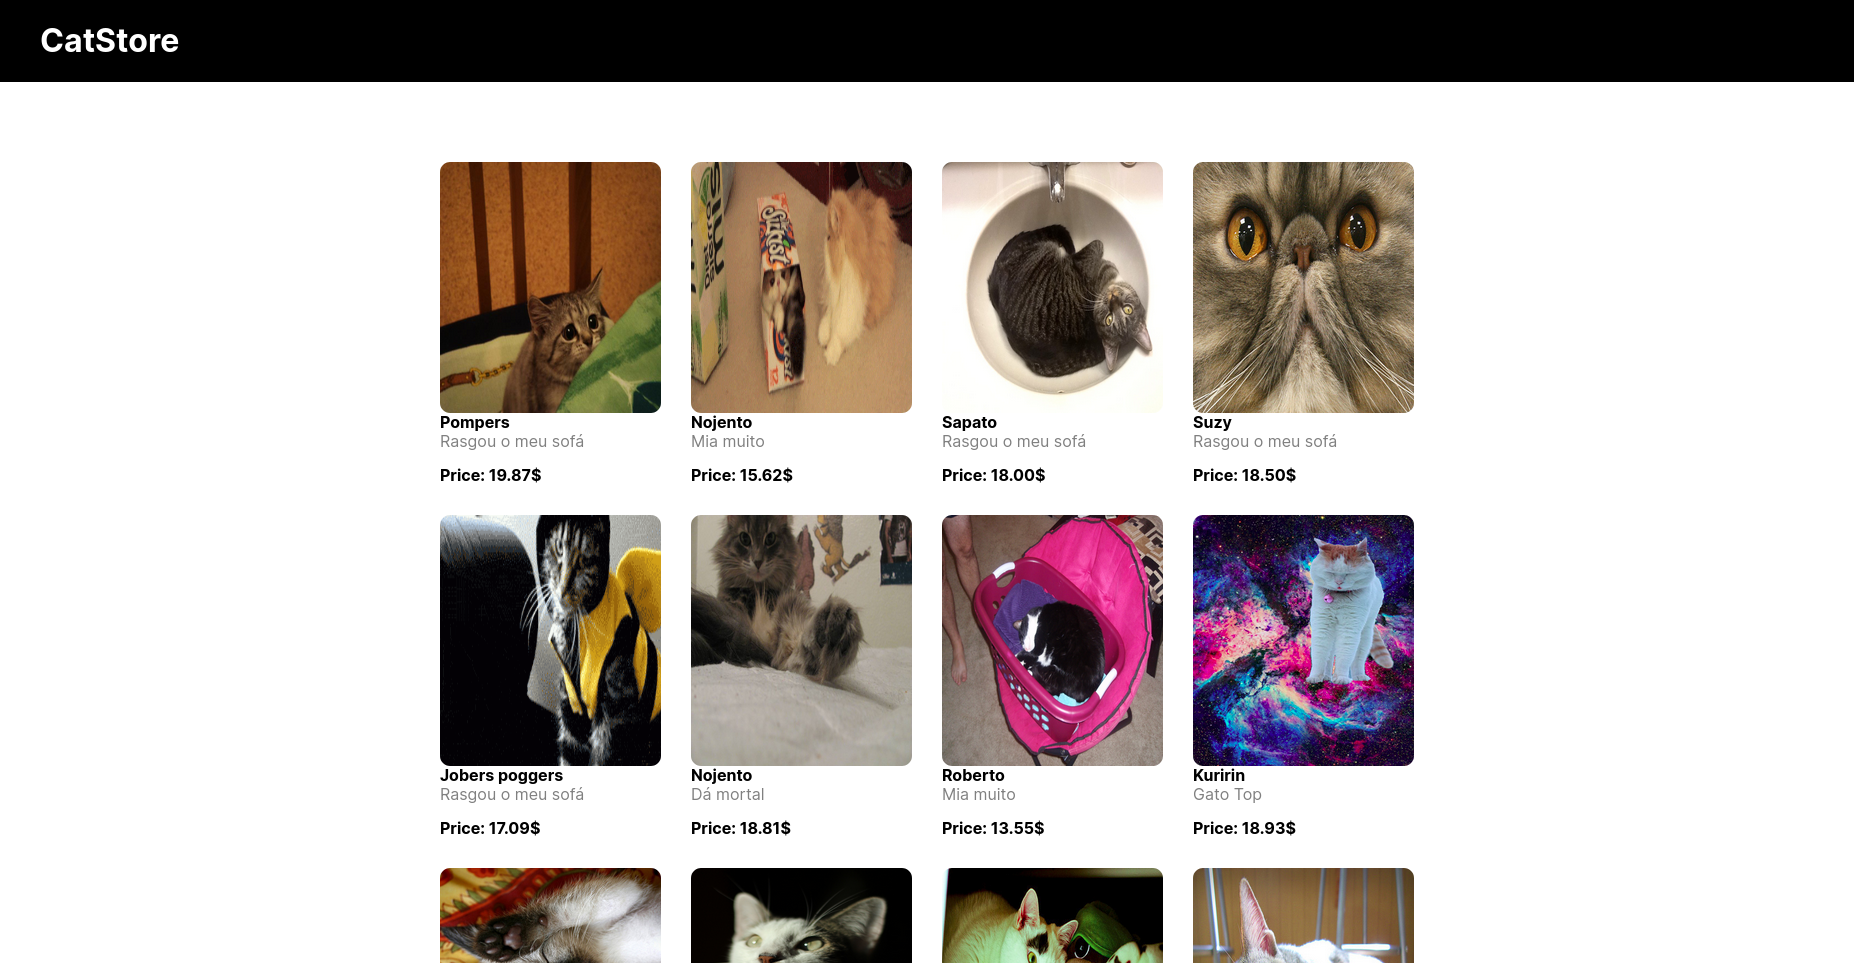 CatStore
Pompers
Rasgou o meu sofá
Price: 19.87$
Nojento
Mia muito
Price: 15.62$
Sapato
Rasgou o meu sofá
Price: 18.00$
Suzy
Rasgou o meu sofá
Price: 18.50$
Jobers poggers
Rasgou o meu sofá
Price: 17.09$
Nojento
Dá mortal
Price: 18.81$
Roberto
Mia muito
Price: 13.55$
Kuririn
Gato Top
Price: 18.93$